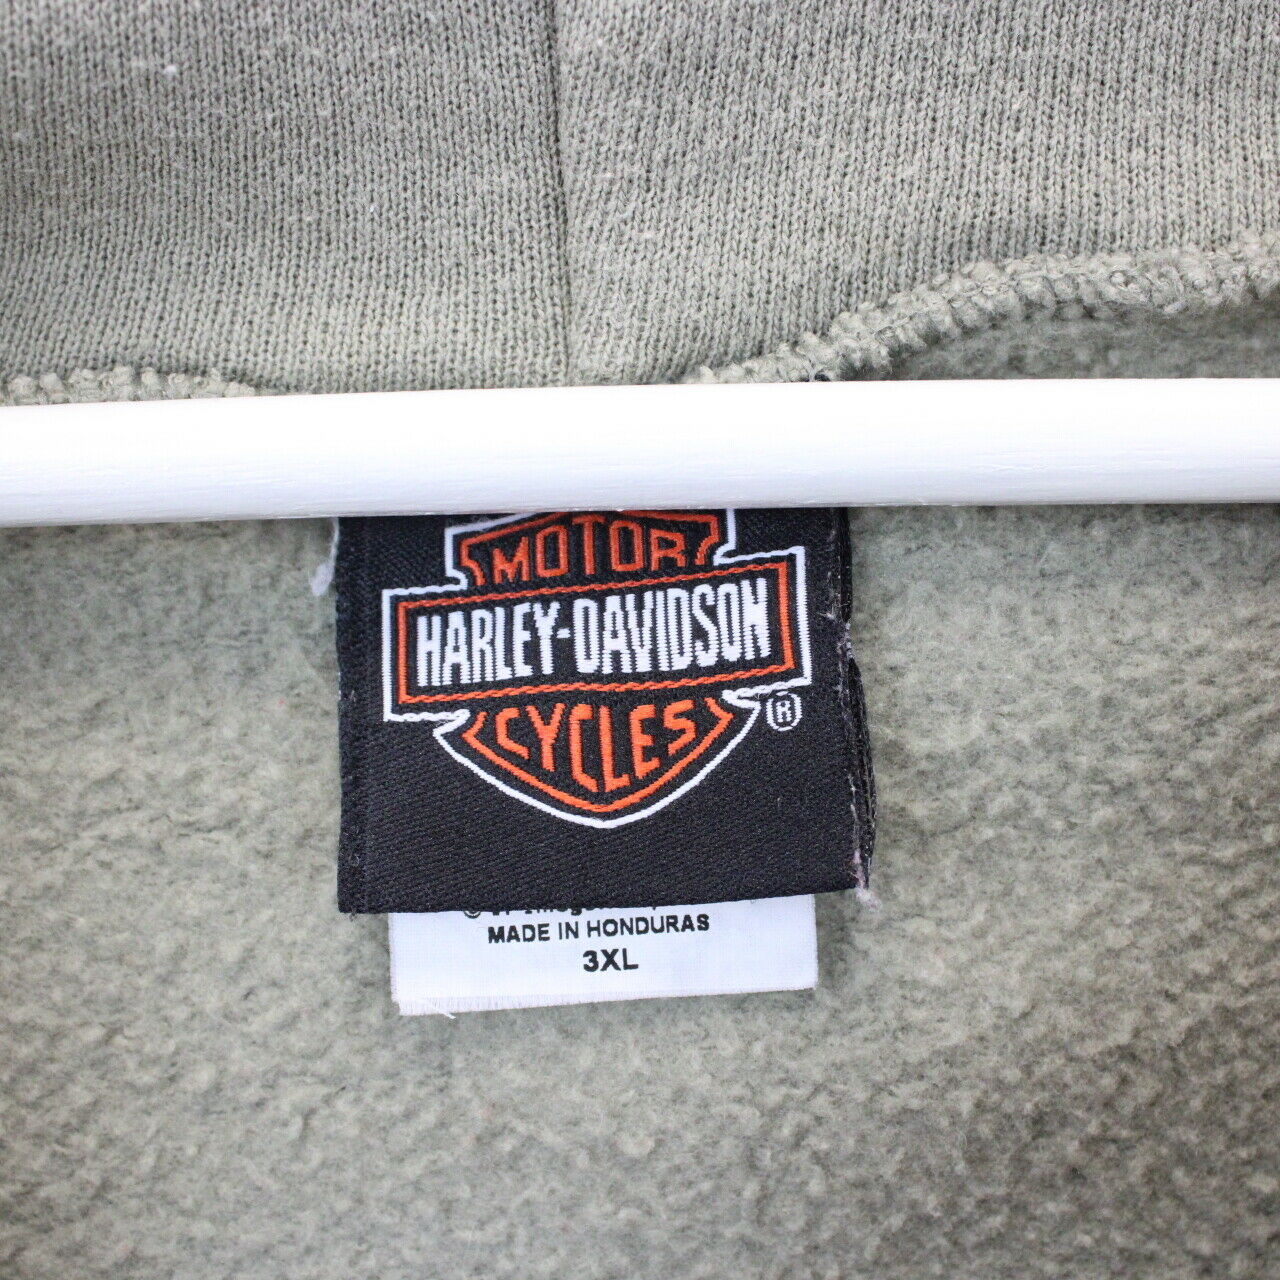 MOTOR
HARLEY-DAVIDSON
CYCLES ®
MADE IN HONDURAS
3XL